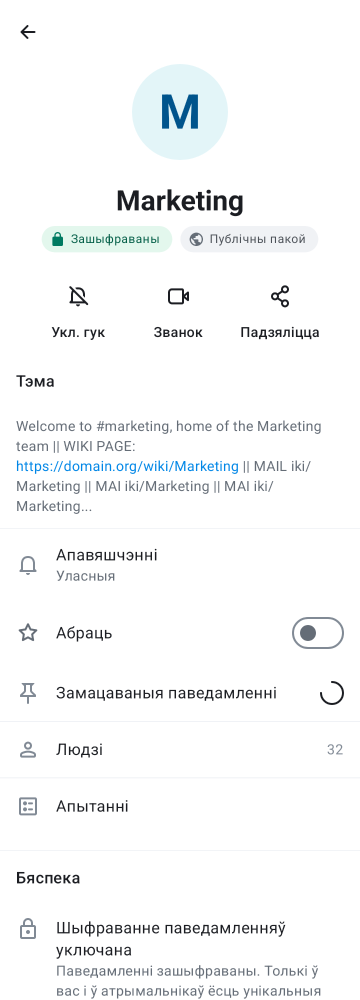 M
Marketing
Зашыфраваны
Публічны пакой
Укл. гук
Званок
Падзяліцца
Тэма
Welcome to #marketing, home of the Marketing
team || WIKI PAGE:
https://domain.org/wiki/Marketing || MAIL iki/
Marketing || MAI iki/Marketing || MAI iki/
Marketing...
Апавяшчэнні
Уласныя
Абраць
Замацаваныя паведамленні
Людзі
32
Апытанні
Бяспека
Шыфраванне паведамленняў
уключана
Паведамленні зашыфраваны. Толькі ў
вас і ў атрымальнікаў ёсць унікальныя